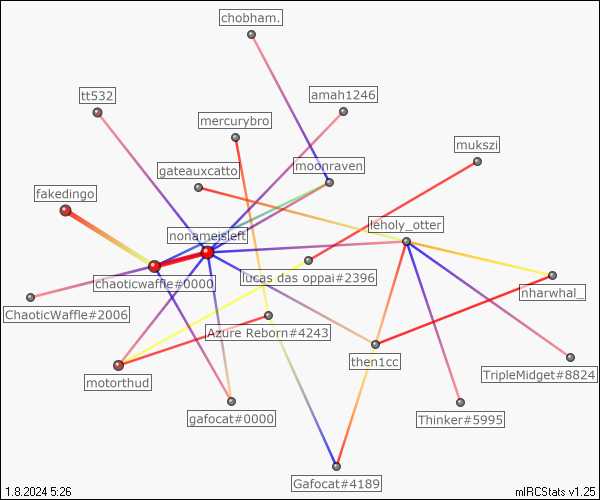 chobham.
tt532
amah1246
mercurybro
mukszi
gateauxcatto
moonraven
fakedingo
leholy_otter
nonameisleft
chaoticwaffle#0000
lucas das oppai#2396
nharwhal_
ChaoticWaffle#2006
Azure Reborn#4243
then1cc
motorthud
TripleMidget#8824
gafocat#0000
Thinker#5995
Gafocat#4189
1.8.2024 5:26
mIRCStats v1.25